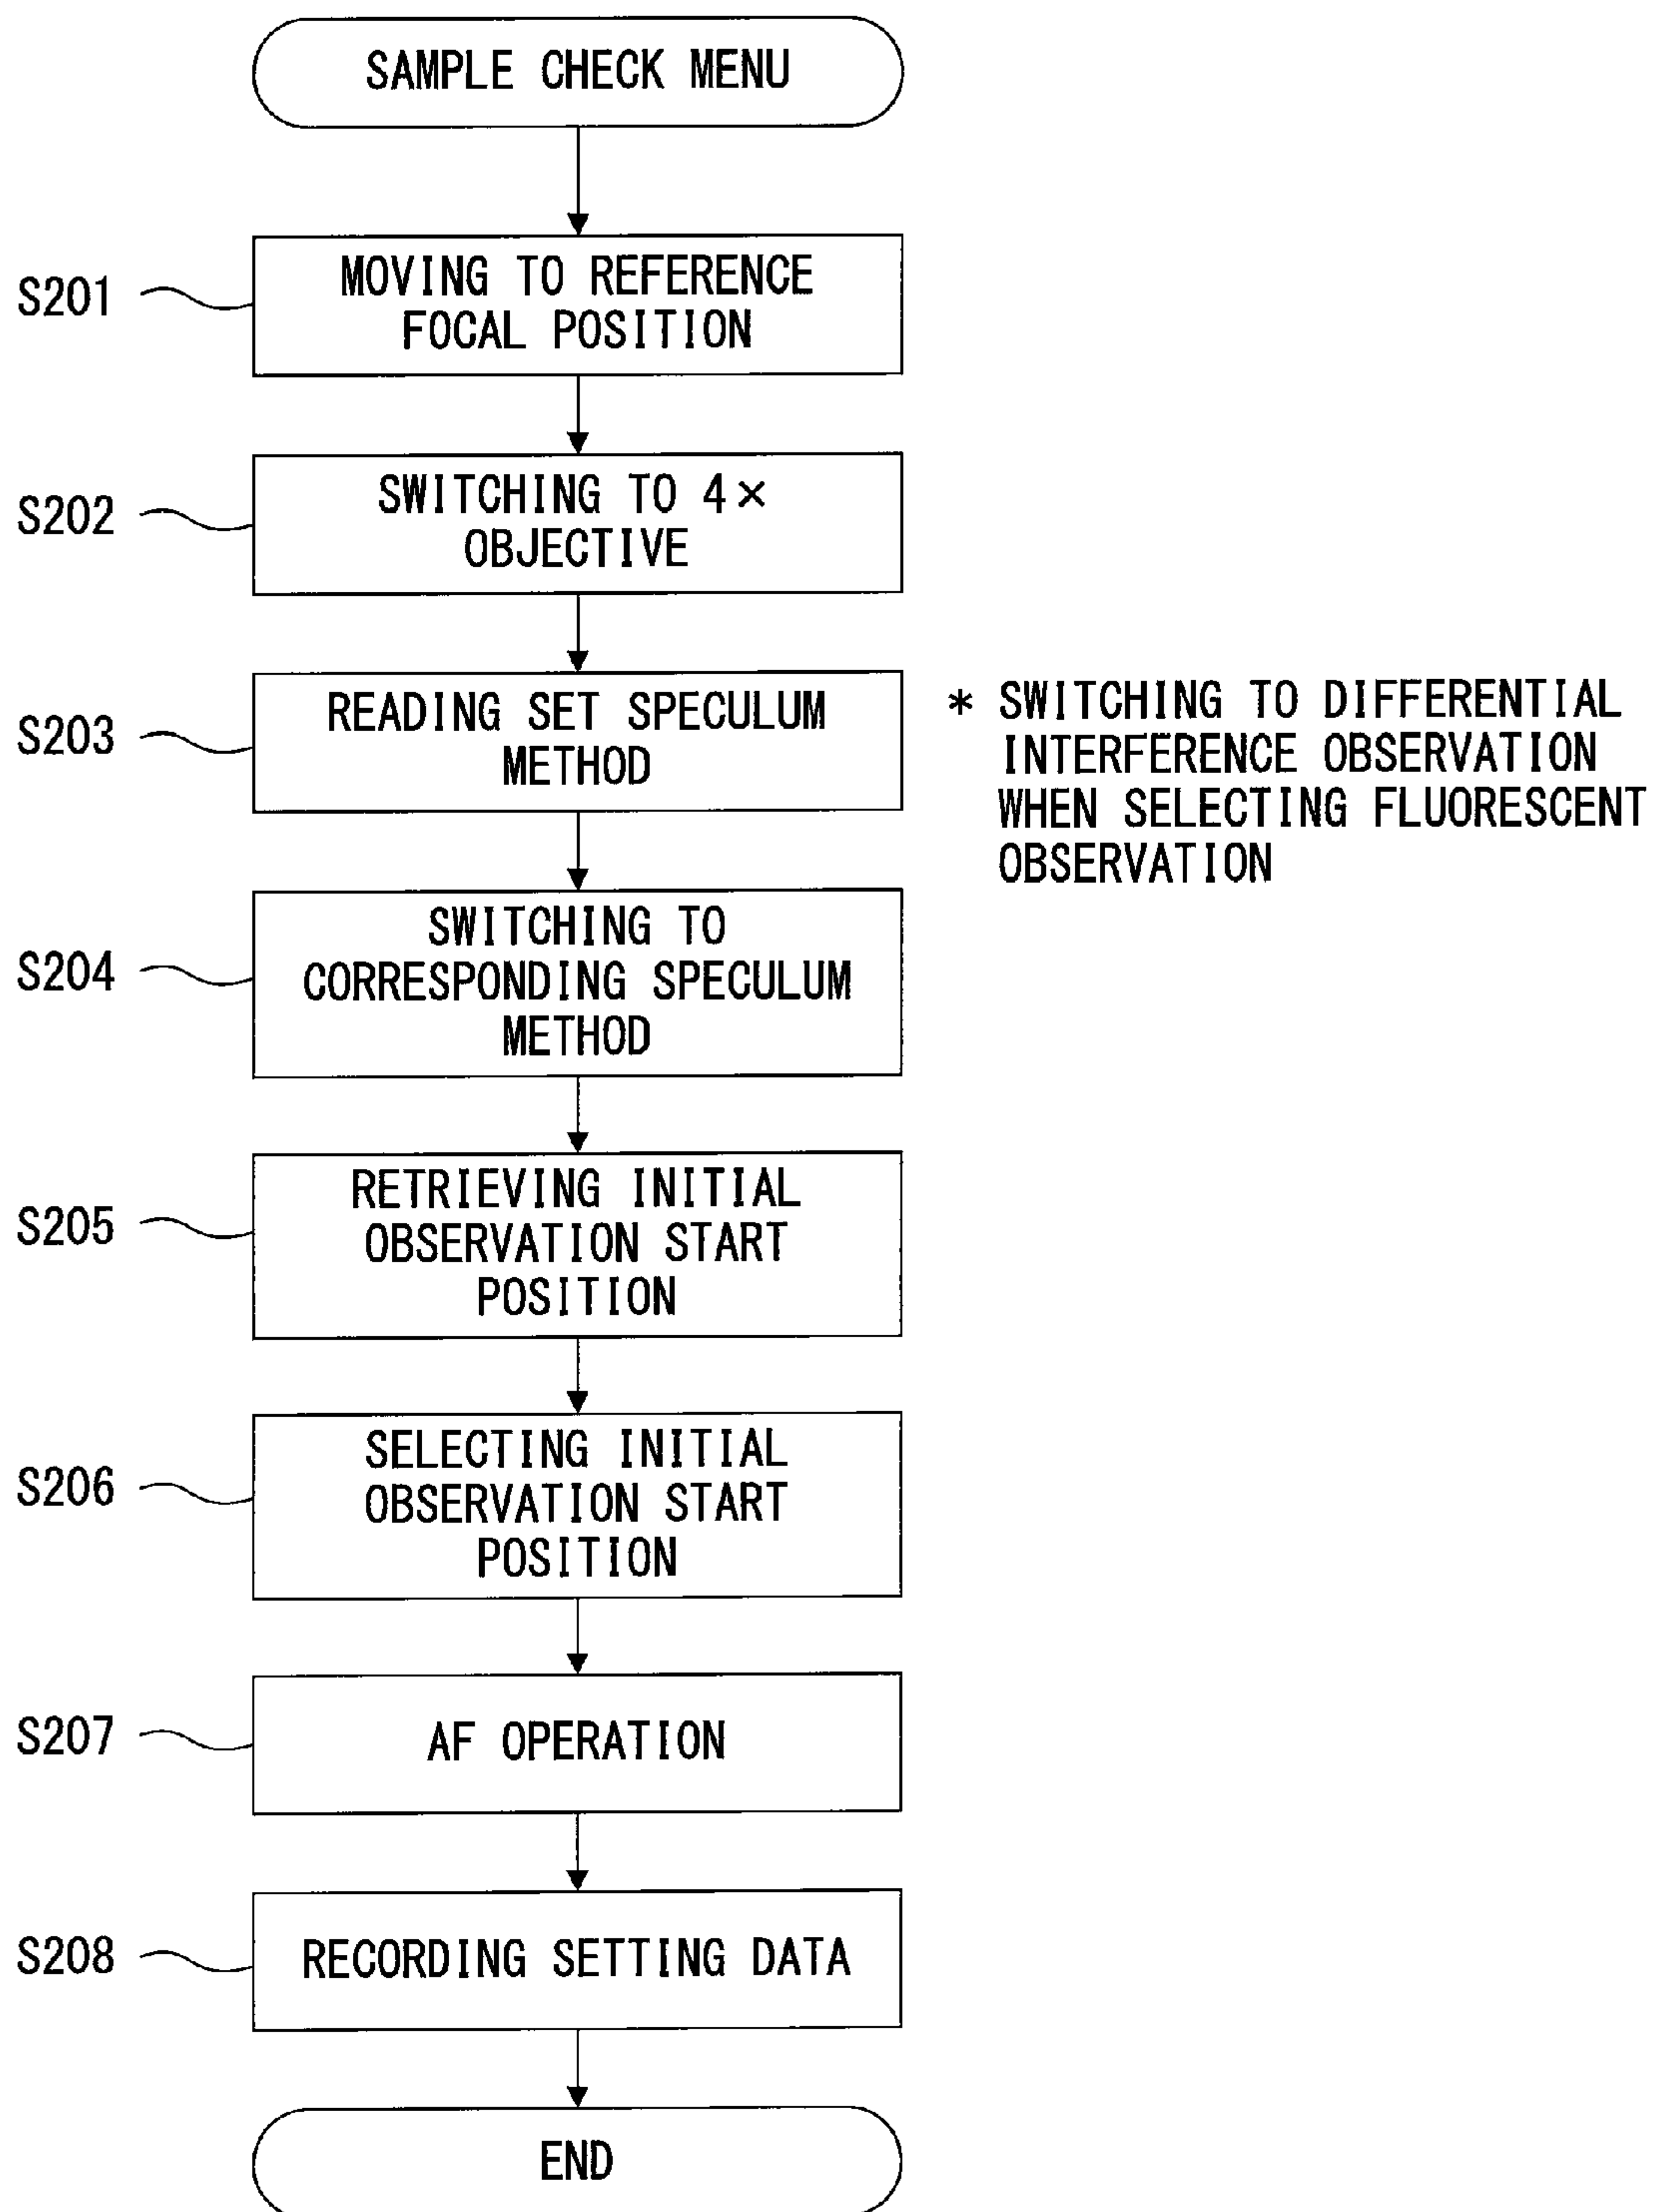 SAMPLE CHECK MENU
S201
MOVING TO REFERENCE
FOCAL POSITION
S202
SWITCHING TO 4×
OBJECTIVE
S203
READING SET SPECULUM
METHOD
* SWITCHING TO DIFFERENTIAL
INTERFERENCE OBSERVATION
WHEN SELECTING FLUORESCENT
OBSERVATION
S204
SWITCHING TO
CORRESPONDING SPECULUM
METHOD
S205
RETRIEVING INITIAL
OBSERVATION START
POSITION
S206
SELECTING INITIAL
OBSERVATION START
POSITION
S207
AF OPERATION
S208
RECORDING SETTING DATA
END